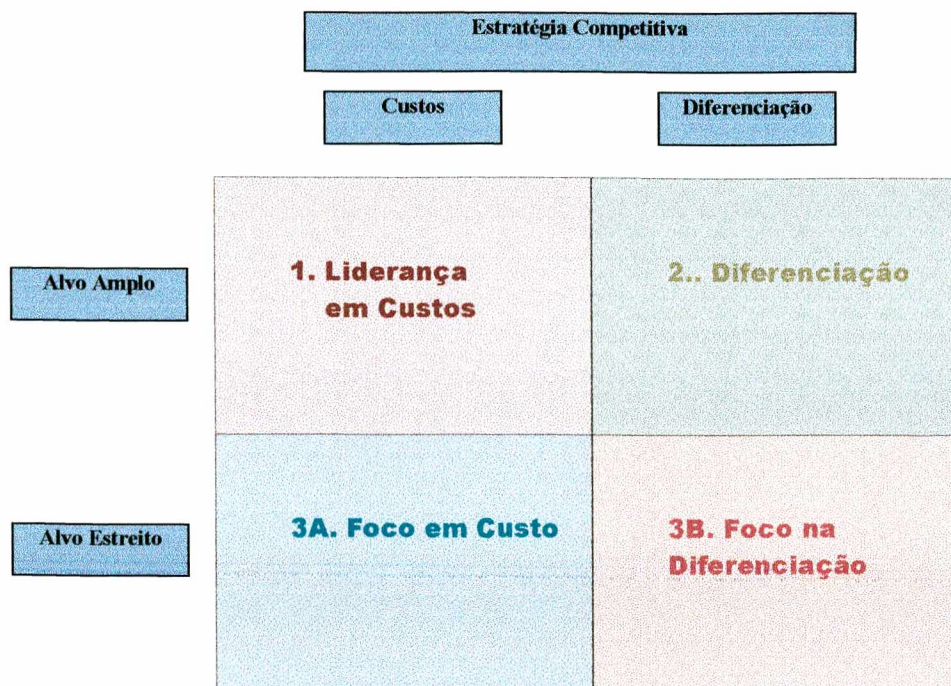 Estratégia Competitiva
Custos
Diferenciação
Alvo Amplo
1. Liderança
em Custos
2.. Diferenciação
Alvo Estreito
3A. Foco em Custo
3B. Foco na
Diferenciação